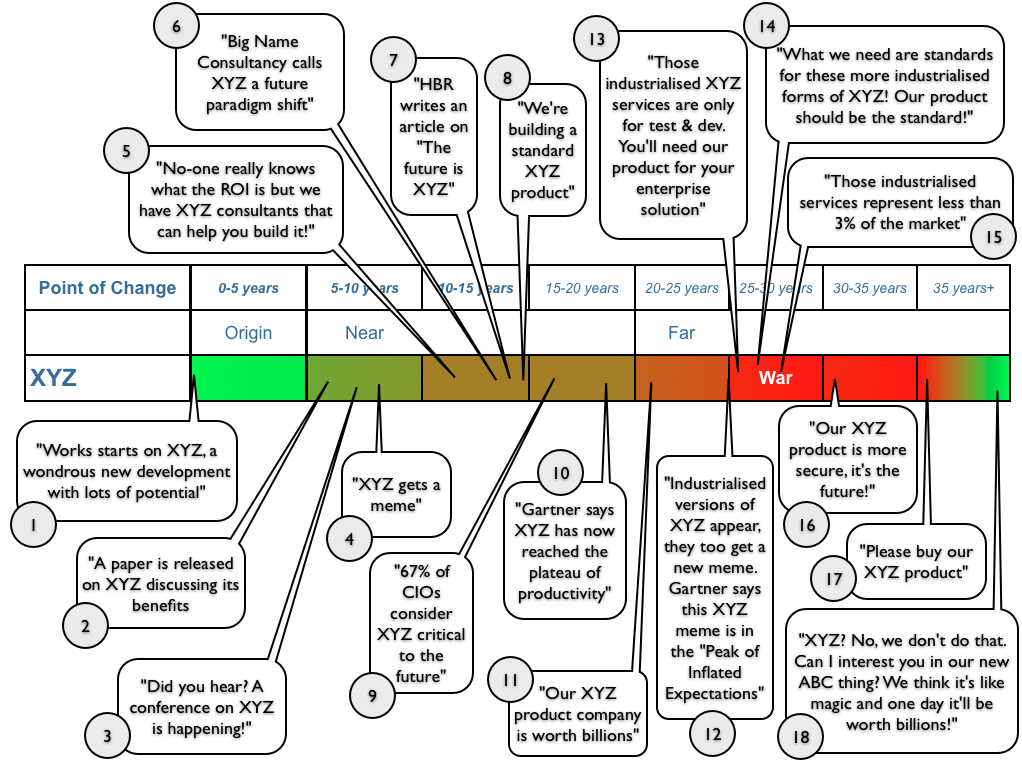 6
"Big Name
Consultancy calls
XYZ a future
paradigm shift"
7
"HBR
writes an
article on
"The
future is
XYZ"
8
"We're
building a
standard
XYZ
product"
13
"Those
industrialised XYZ
services are only
for test & dev.
You'll need our
product for your
enterprise
solution"
14
"What we need are standards
for these more industrialised
forms of XYZ! Our product
should be the standard!"
5
"No-one really knows
what the ROI is but we
have XYZ consultants that
can help you build it!"
"Those industrialised
services represent less than
3% of the market"
15
Point of Change 0-5 years 5-10 years 10-15 years 15-20 years 20-25 years 25-30 years 30-35 years 35 years+
Origin Near Far
XYZ War
"Works starts on XYZ, a
wondrous new development
with lots of potential"
1
"A paper is released
on XYZ discussing its
benefits
2
"Did you hear? A
conference on XYZ
is happening!"
3
"XYZ gets a
meme"
4
"67% of
CIOs
consider
XYZ critical
to the
future"
9
10
"Gartner says
XYZ has now
reached the
plateau of
productivity"
11
"Our XYZ
product company
is worth billions"
"Industrialised
versions of
XYZ appear,
they too get a
new meme.
Gartner says
this XYZ
meme is in
the "Peak of
Inflated
Expectations"
12
"Our XYZ
product is more
secure, it's the
future!"
16
"Please buy our
XYZ product"
17
"XYZ? No, we don't do that.
Can I interest you in our new
ABC thing? We think it's like
magic and one day it'll be
worth billions!"
18